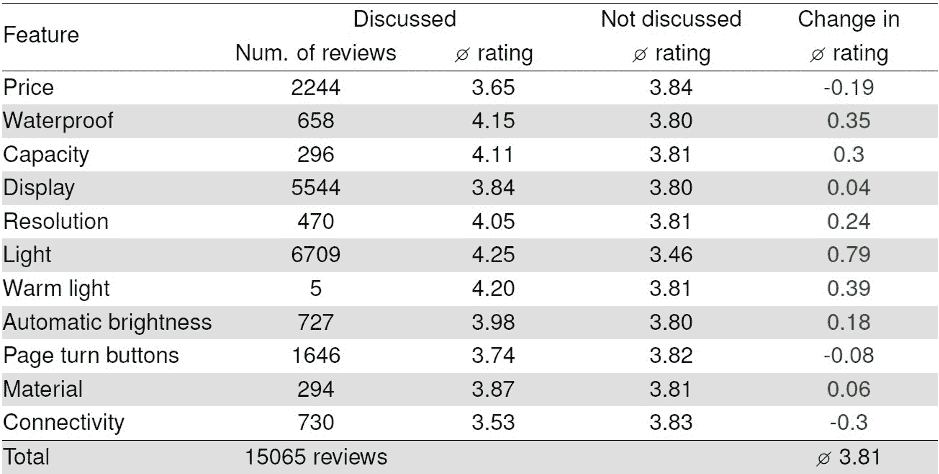 Feature Discussed Not discussed Change in
Num. of reviews ⌀ rating ⌀ rating ⌀ rating
Price 2244 3.65 3.84 -0.19
Waterproof 658 4.15 3.80 0.35
Capacity 296 4.11 3.81 0.3
Display 5544 3.84 3.80 0.04
Resolution 470 4.05 3.81 0.24
Light 6709 4.25 3.46 0.79
Warm light 5 4.20 3.81 0.39
Automatic brightness 727 3.98 3.80 0.18
Page turn buttons 1646 3.74 3.82 -0.08
Material 294 3.87 3.81 0.06
Connectivity 730 3.53 3.83 -0.3
Total 15065 reviews ⌀ 3.81